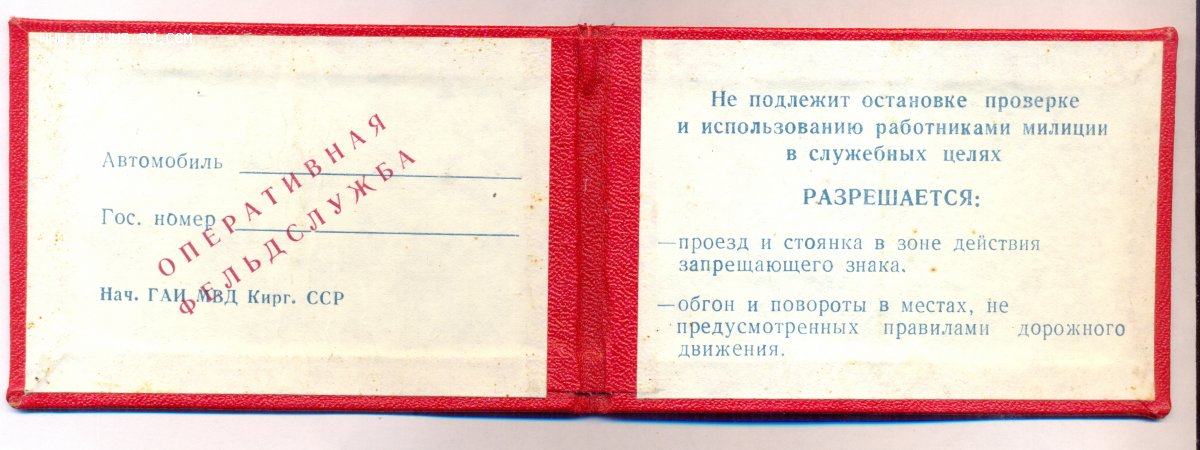 Автомобиль
Гос. номер
Нач. ГАИ МВД Кирг. ССР
ОПЕРАТИВНАЯ
ФЕЛЬДСЛУЖБА
Не подлежит остановке проверке
и использованию работниками милиции
в служебных целях
РАЗРЕШАЕТСЯ:
—проезд и стоянка в зоне действия
запрещающего знака.
—обгон и повороты в местах, не
предусмотренных правилами дорожного
движения.